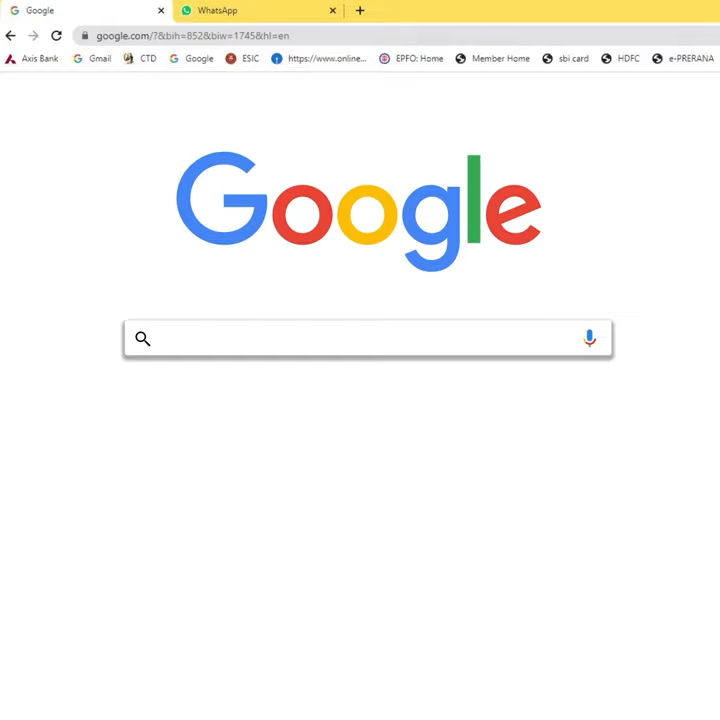 Google WhatsApp
google.com/?&bih=852&biw=1745&hl=en
Axis Bank Gmail CTD Google ESIC https://www.online... EPFO: Home Member Home sbi card HDFC e-PRERANA
Google